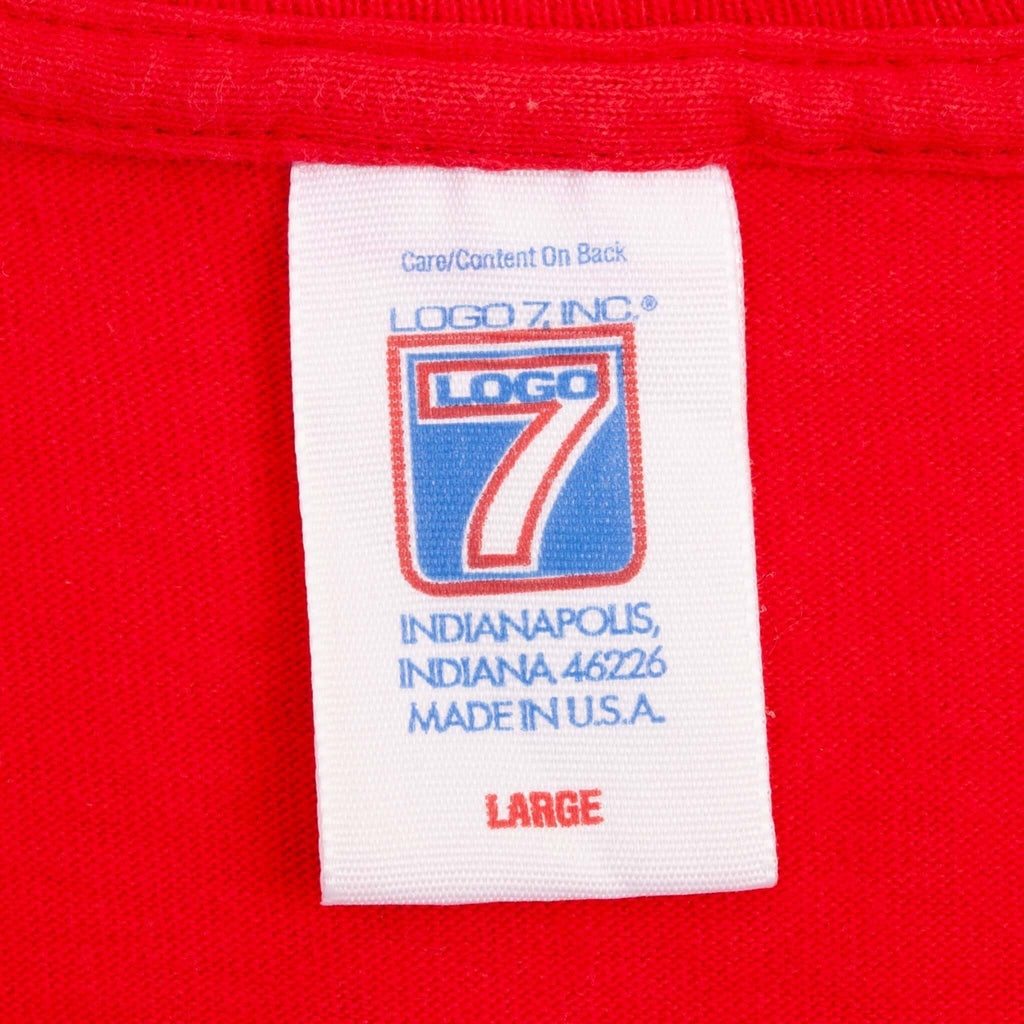 Care/Content On Back
LOGO 7, INC.®
LOGO
7
INDIANAPOLIS,
INDIANA 46226
MADE IN U.S.A.
LARGE